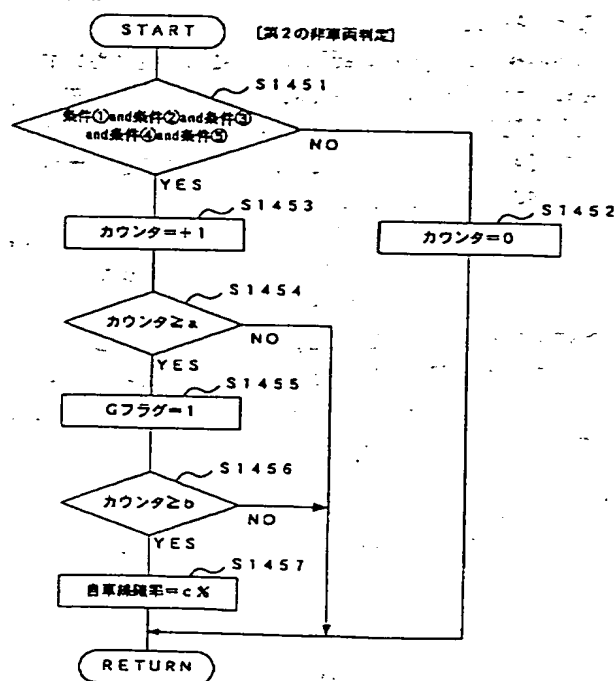 START
[第2の非車両判定]
S1451
条件①and条件②and条件③
and条件④and条件⑤
NO
YES
S1453
カウンタ=+1
S1452
カウンタ=0
S1454
カウンタ≧a
NO
YES
S1455
Gフラグ=1
S1456
カウンタ≧b
NO
YES
S1457
自車線確率=c%
RETURN